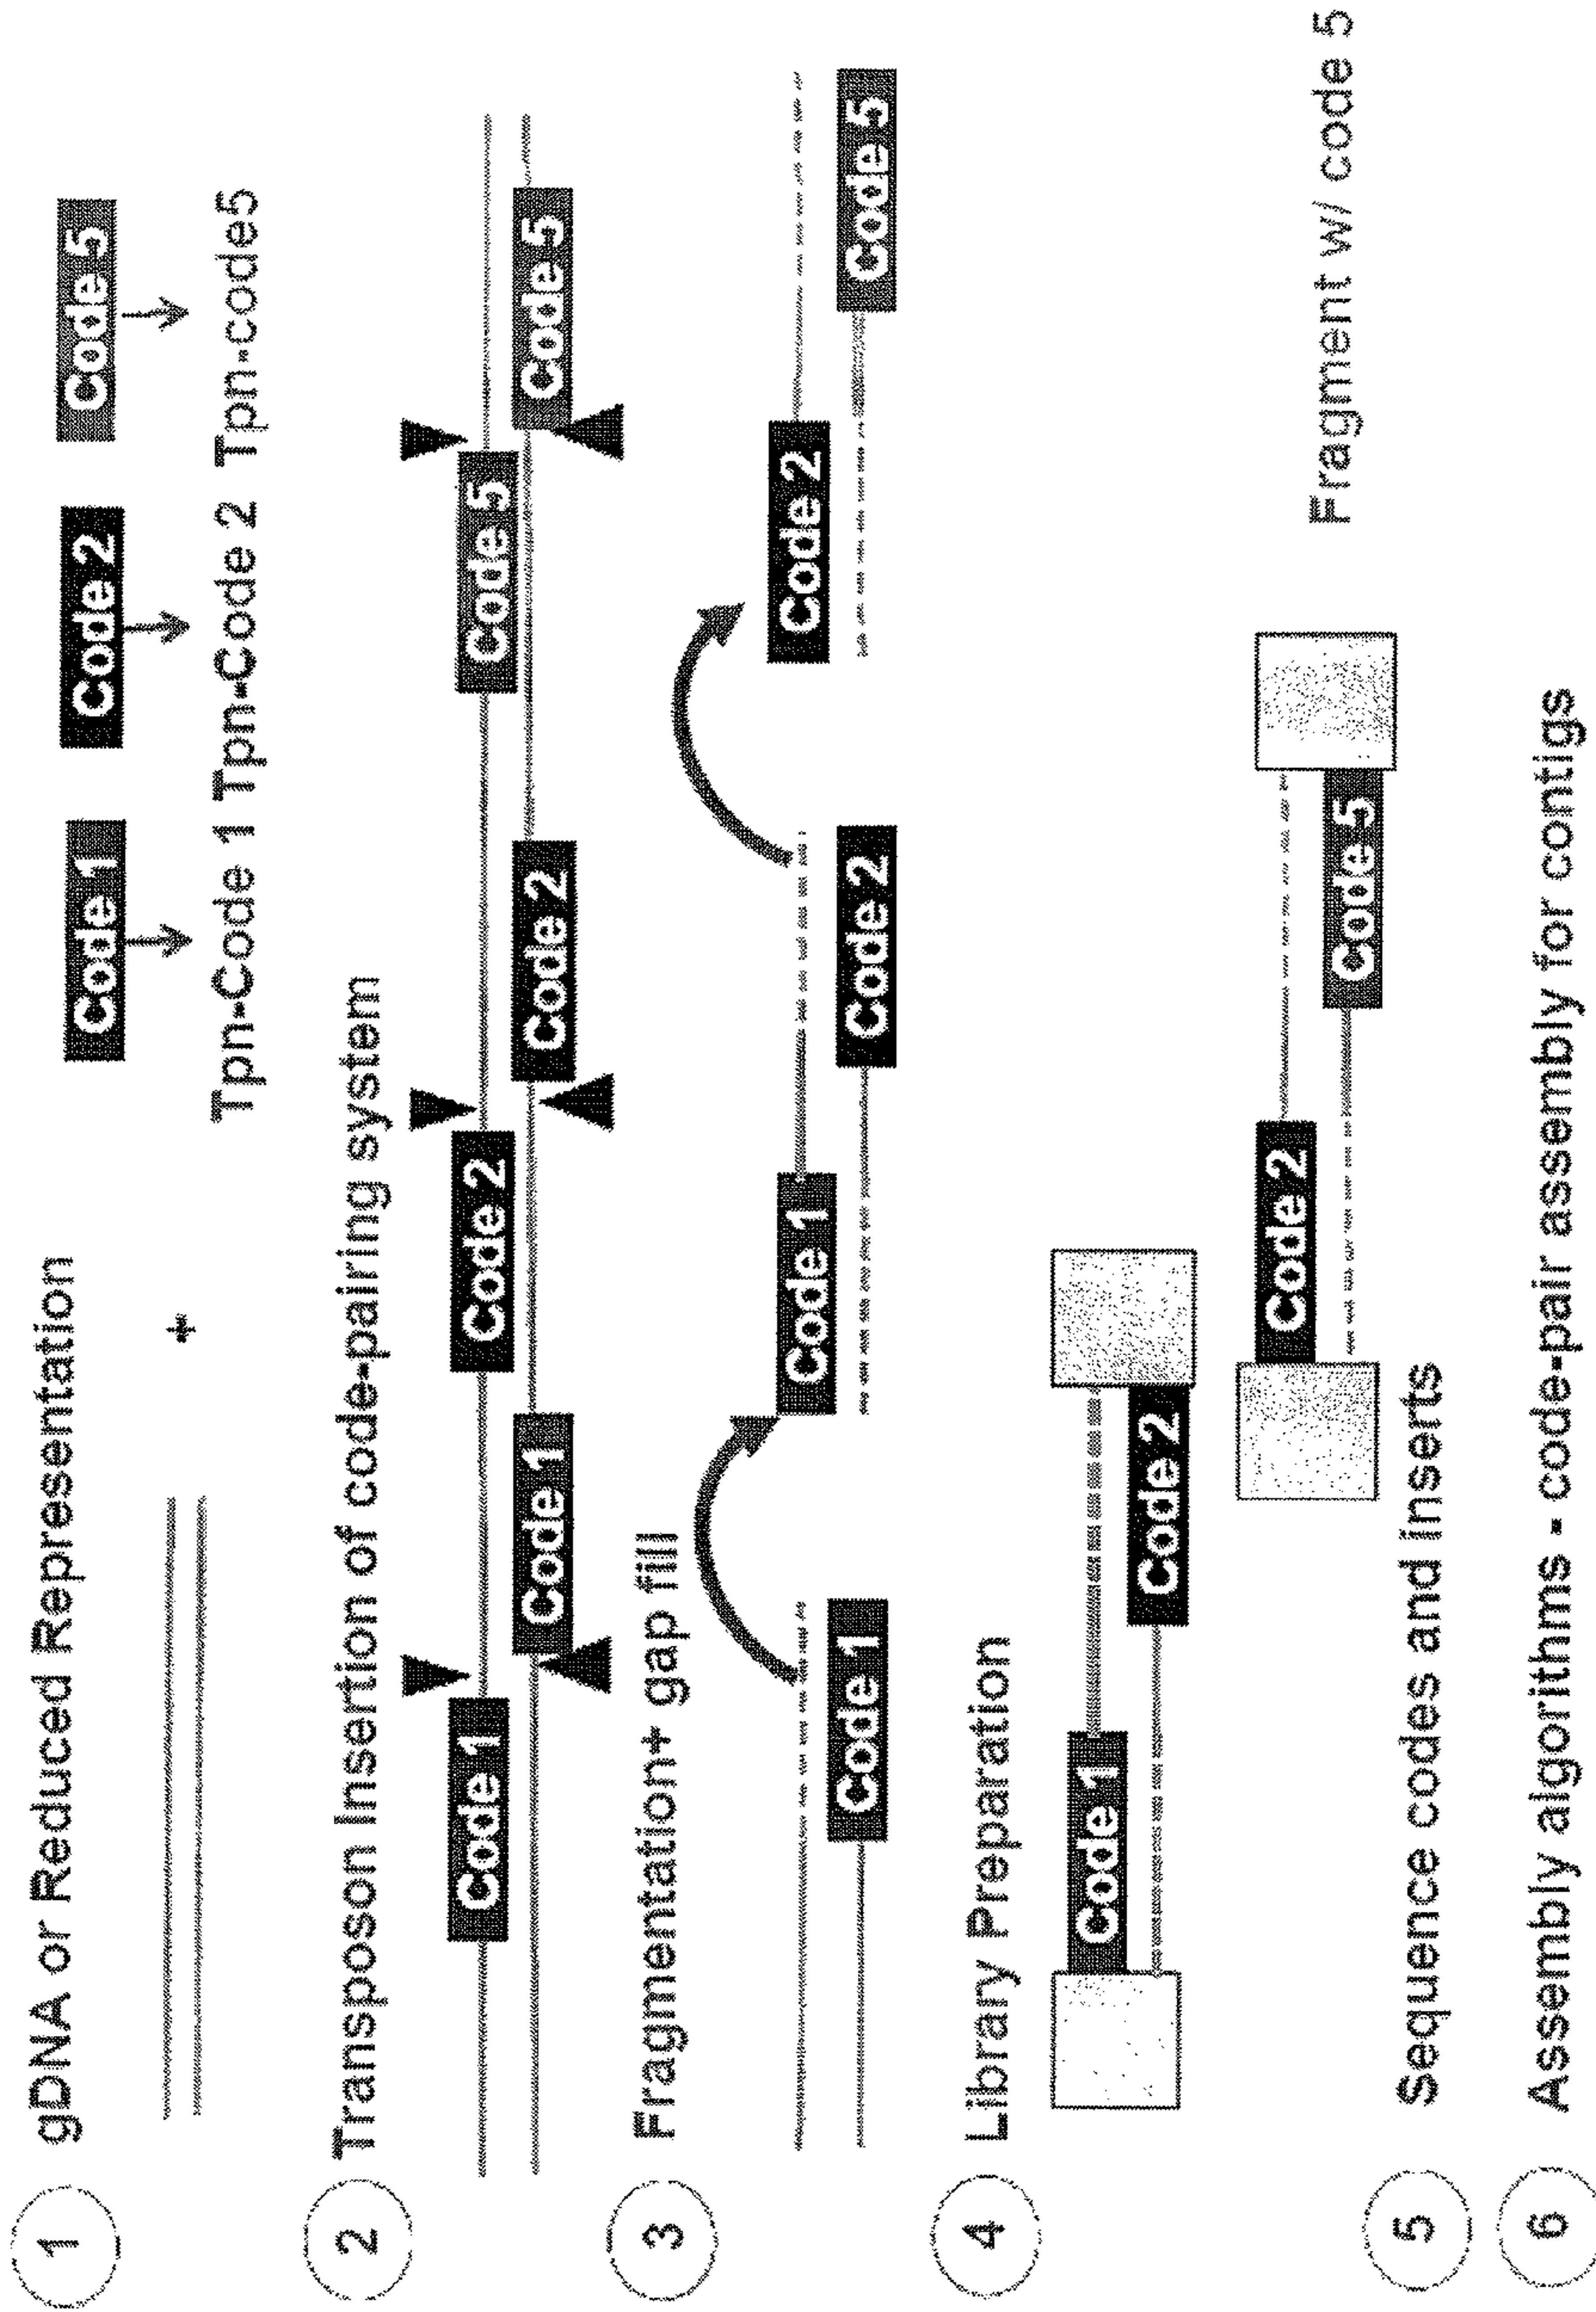 1 gDNA or Reduced Representation
Code 1 Code 2 Code 5
+
Tpn-Code 1 Tpn-Code 2 Tpn-code5
2 Transposon Insertion of code-pairing system
Code 1 Code 2 Code 5
Code 1 Code 2 Code 5
3 Fragmentation+ gap fill
Code 1 Code 2
Code 1 Code 2 Code 5
4 Library Preparation
Code 1
Code 2
Code 2
Code 5
Fragment w/ code 5
5 Sequence codes and inserts
6 Assembly algorithms - code-pair assembly for contigs